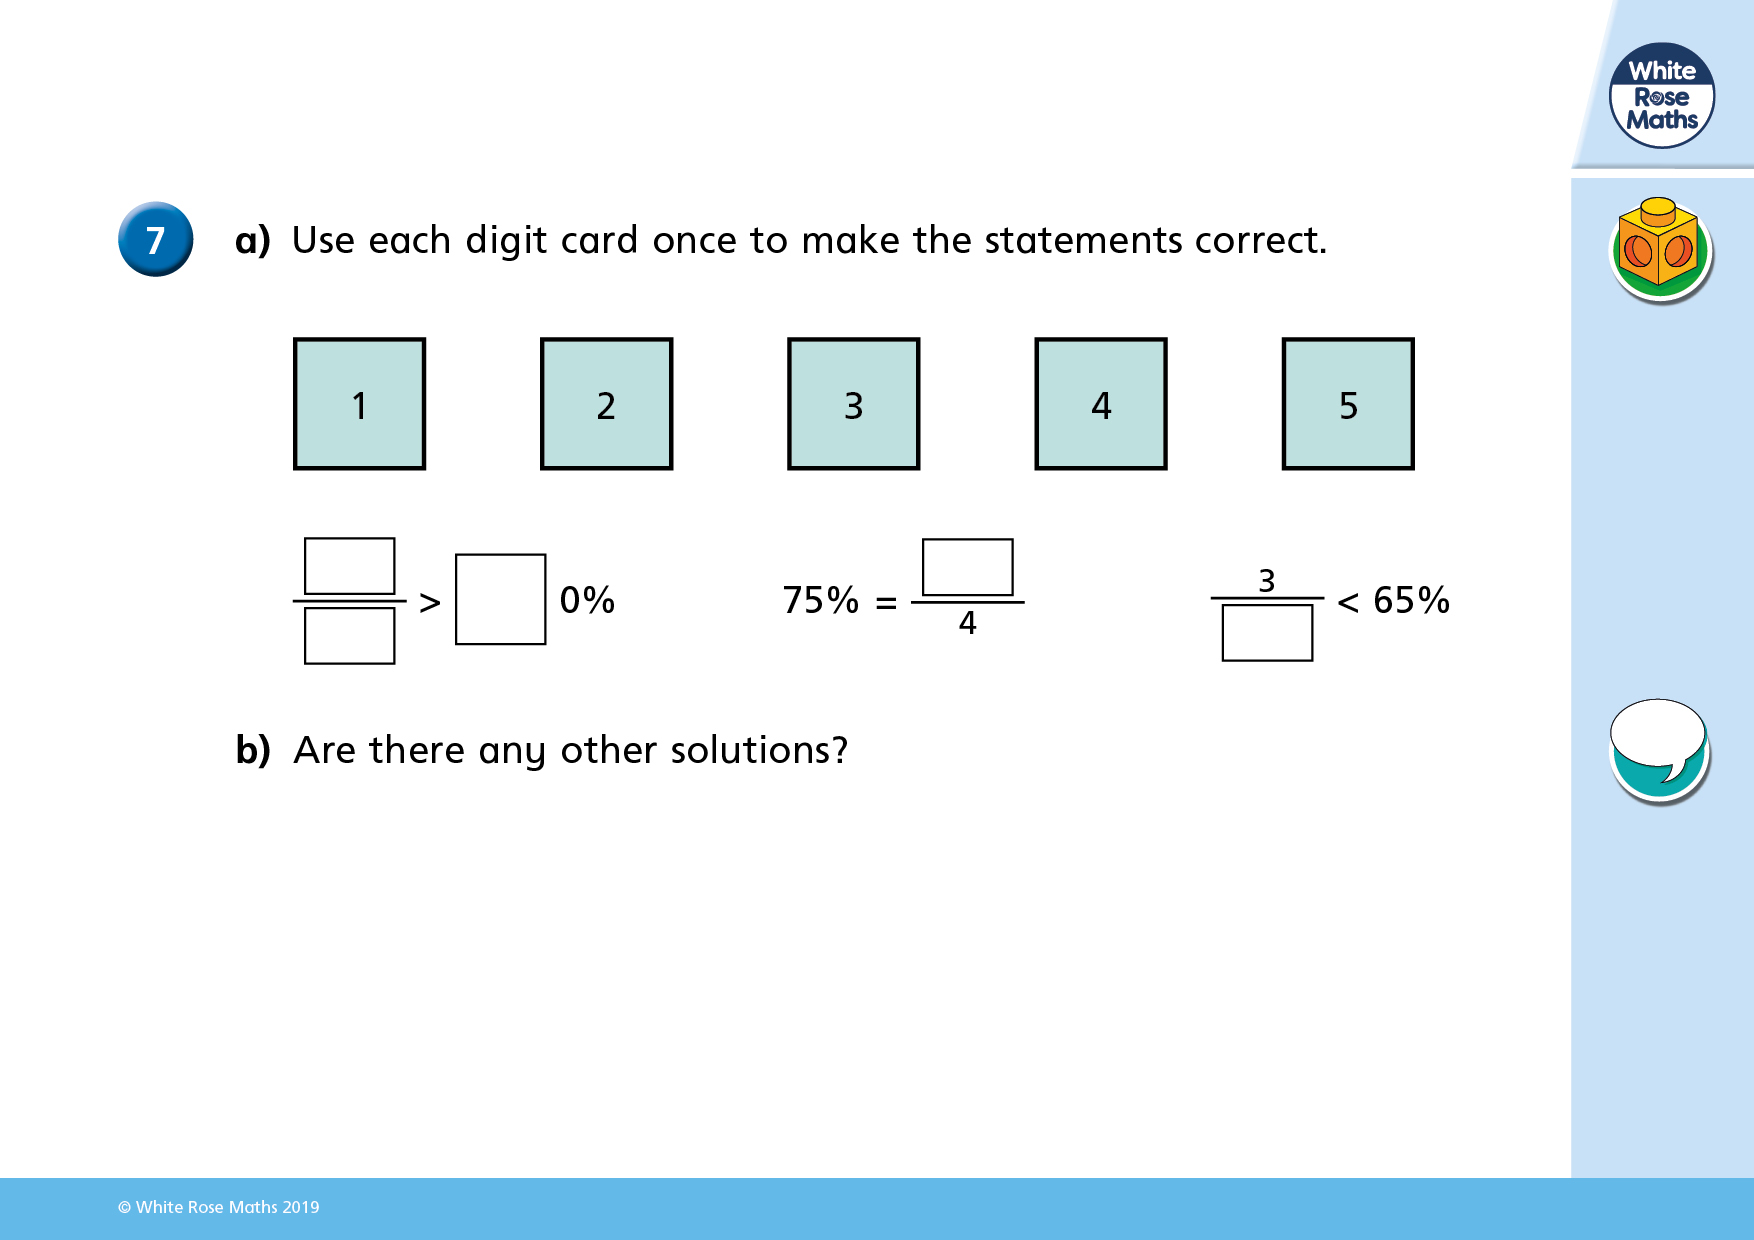 White
Rose
Maths
7 a) Use each digit card once to make the statements correct.
1 2 3 4 5
> 0%
75% = 
4
3
< 65%
b) Are there any other solutions?
© White Rose Maths 2019